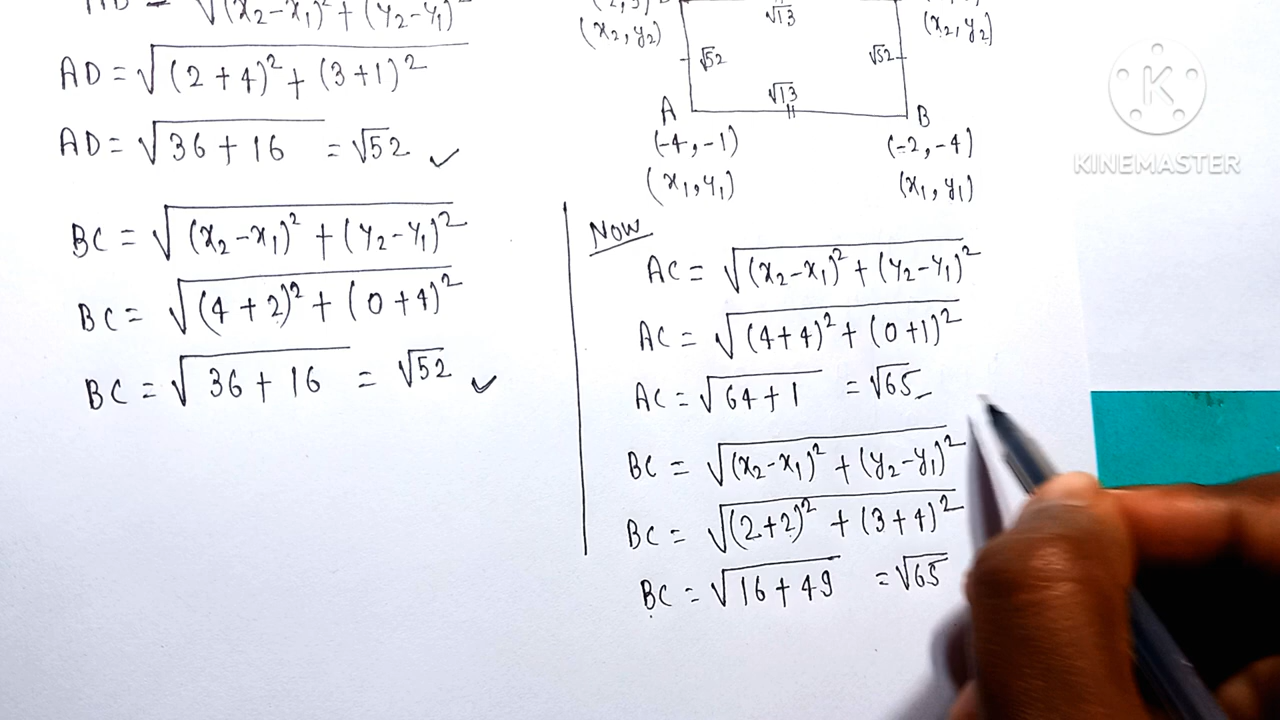 AD = √(x₂-x₁)² + (y₂-y₁)²
AD = √(2+4)² + (3+1)²
AD = √36+16 = √52 ✓
BC = √(x₂-x₁)² + (y₂-y₁)²
BC = √(4+2)² + (0+4)²
BC = √36+16 = √52 ✓
√13
(x₂,y₂) (x₂,y₂)
√52 √52
√13
A B
(-4,-1) (-2,-4)
(x₁,y₁) (x₁,y₁)
Now
AC = √(x₂-x₁)² + (y₂-y₁)²
AC = √(4+4)² + (0+1)²
AC = √64+1 = √65
BC = √(x₂-x₁)² + (y₂-y₁)²
BC = √(2+2)² + (3+4)²
BC = √16+49 = √65
K
KINEMASTER